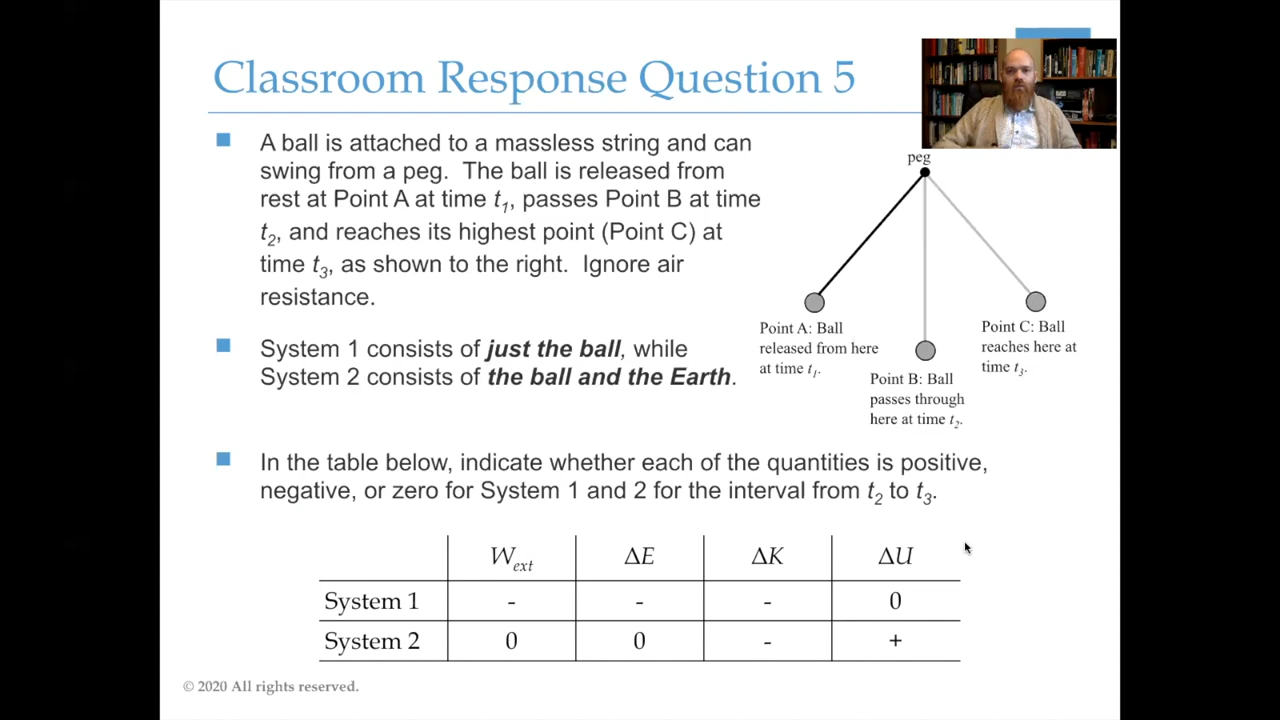 Classroom Response Question 5
A ball is attached to a massless string and can
swing from a peg. The ball is released from
rest at Point A at time t1, passes Point B at time
t2, and reaches its highest point (Point C) at
time t3, as shown to the right. Ignore air
resistance.
System 1 consists of just the ball, while
System 2 consists of the ball and the Earth.
peg
Point A: Ball
released from here
at time t1.
Point B: Ball
passes through
here at time t2.
Point C: Ball
reaches here at
time t3.
In the table below, indicate whether each of the quantities is positive,
negative, or zero for System 1 and 2 for the interval from t2 to t3.
Wext ΔE ΔK ΔU
System 1 - - - 0
System 2 0 0 - +
© 2020 All rights reserved.